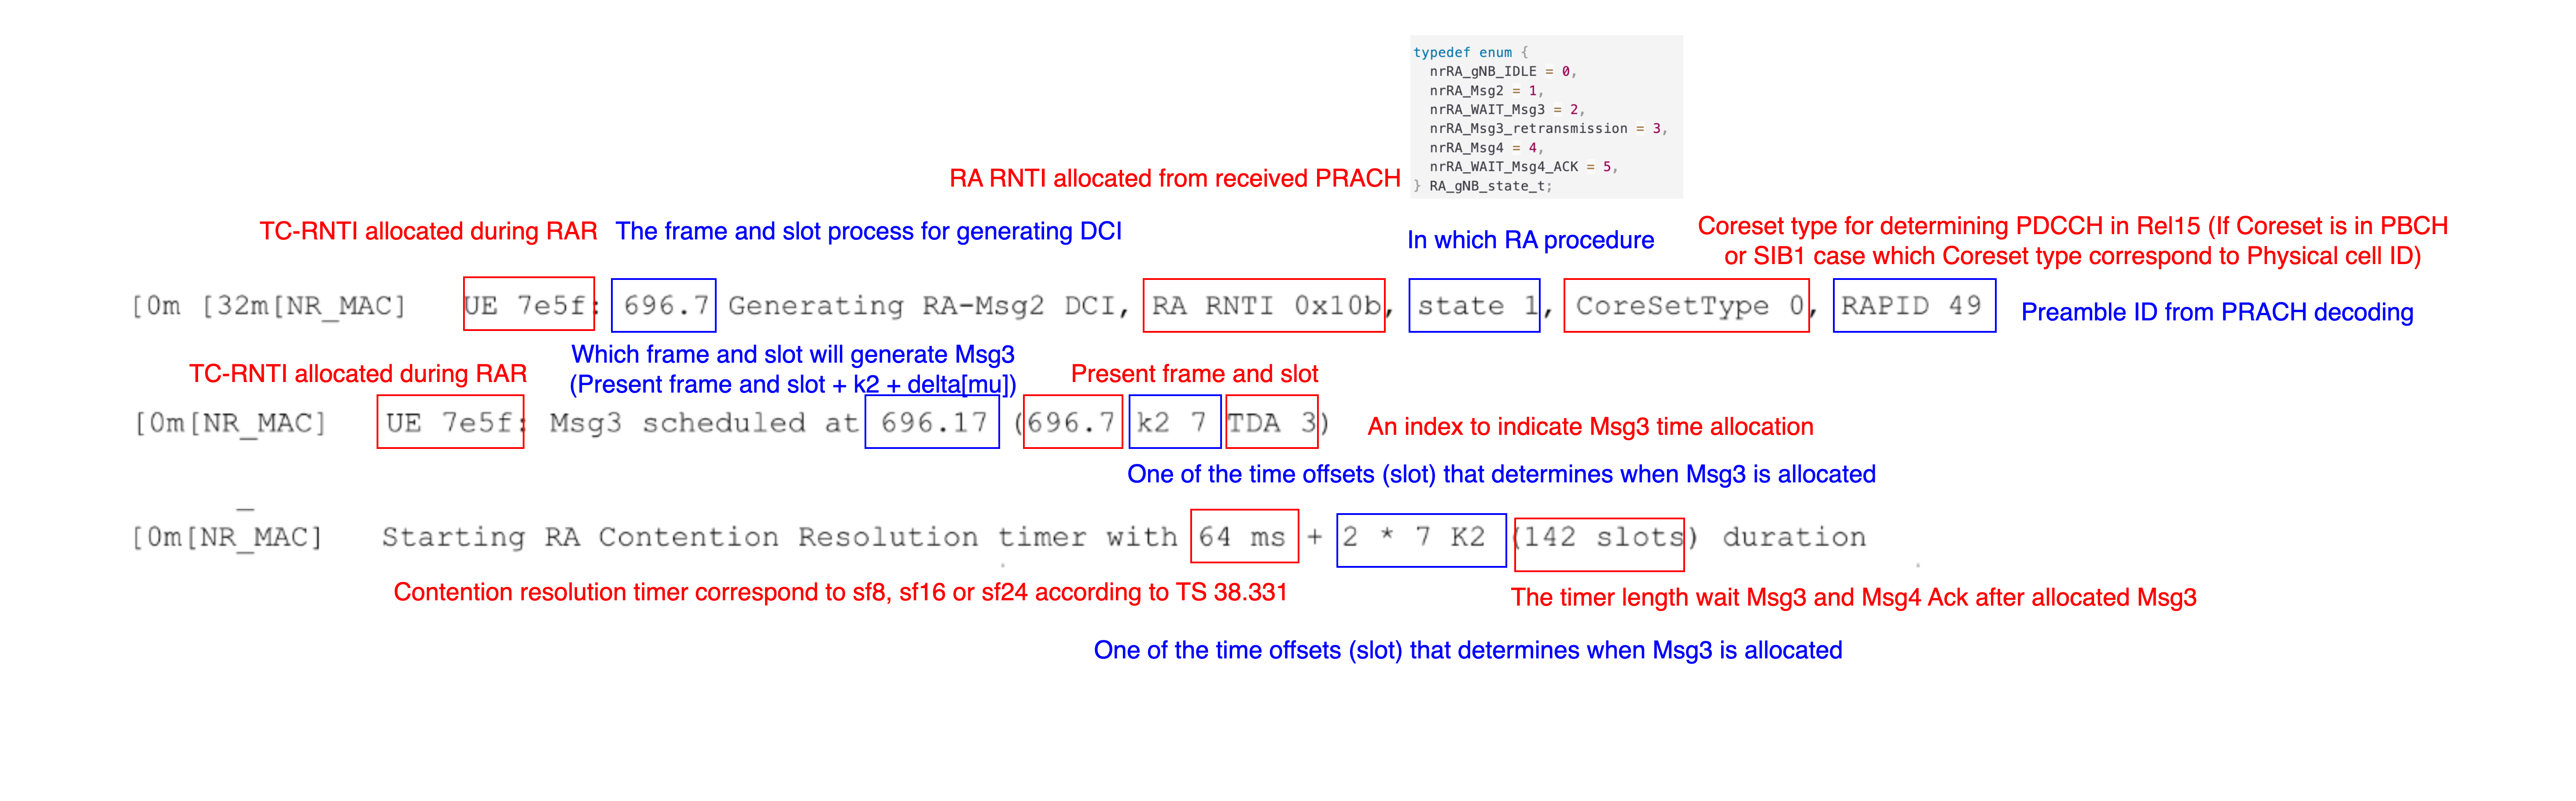 typedef enum {
nrRA_gNB_IDLE = 0,
nrRA_Msg2 = 1,
nrRA_WAIT_Msg3 = 2,
nrRA_Msg3_retransmission = 3,
nrRA_Msg4 = 4,
nrRA_WAIT_Msg4_ACK = 5,
} RA_gNB_state_t;
RA RNTI allocated from received PRACH
TC-RNTI allocated during RAR
The frame and slot process for generating DCI
In which RA procedure
Coreset type for determining PDCCH in Rel15 (If Coreset is in PBCH
or SIB1 case which Coreset type correspond to Physical cell ID)
[0m [32m[NR_MAC] UE 7e5f: 696.7 Generating RA-Msg2 DCI, RA RNTI 0x10b, state 1, CoreSetType 0, RAPID 49
Preamble ID from PRACH decoding
Which frame and slot will generate Msg3
(Present frame and slot + k2 + delta[mu])
TC-RNTI allocated during RAR
Present frame and slot
[0m[NR_MAC] UE 7e5f: Msg3 scheduled at 696.17 (696.7 k2 7 TDA 3)
An index to indicate Msg3 time allocation
One of the time offsets (slot) that determines when Msg3 is allocated
[0m[NR_MAC] Starting RA Contention Resolution timer with 64 ms + 2 * 7 K2 (142 slots) duration
Contention resolution timer correspond to sf8, sf16 or sf24 according to TS 38.331
The timer length wait Msg3 and Msg4 Ack after allocated Msg3
One of the time offsets (slot) that determines when Msg3 is allocated